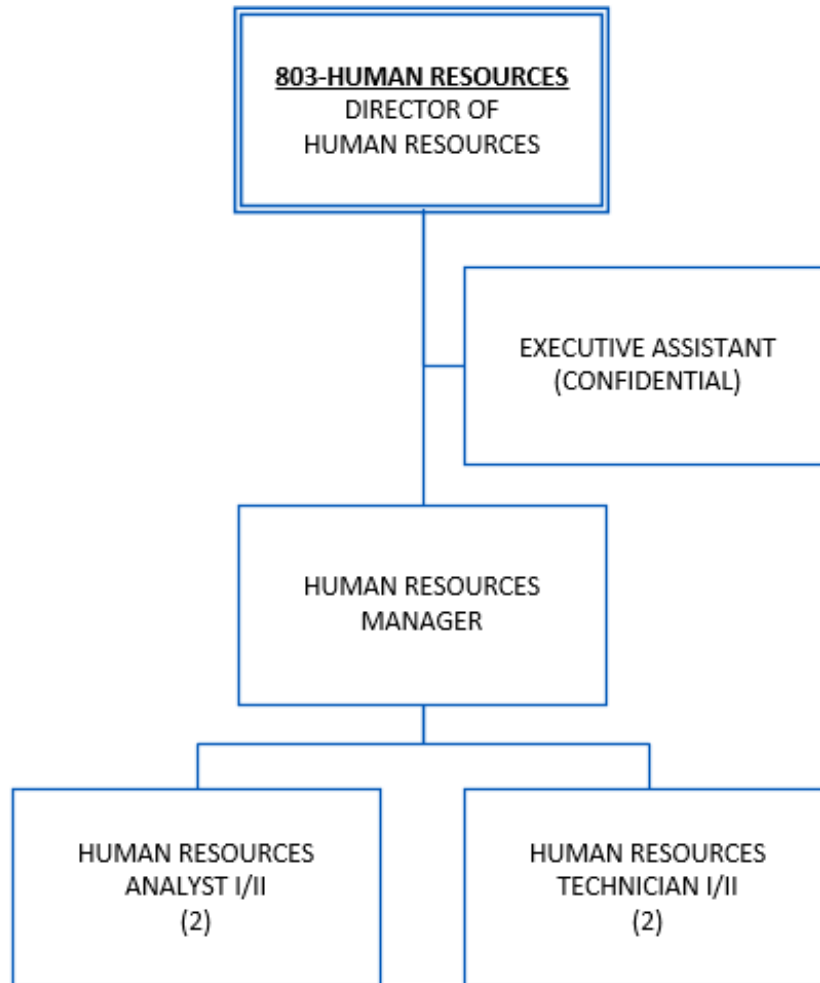 803-HUMAN RESOURCES
DIRECTOR OF
HUMAN RESOURCES
EXECUTIVE ASSISTANT
(CONFIDENTIAL)
HUMAN RESOURCES
MANAGER
HUMAN RESOURCES
ANALYST I/II
(2)
HUMAN RESOURCES
TECHNICIAN I/II
(2)